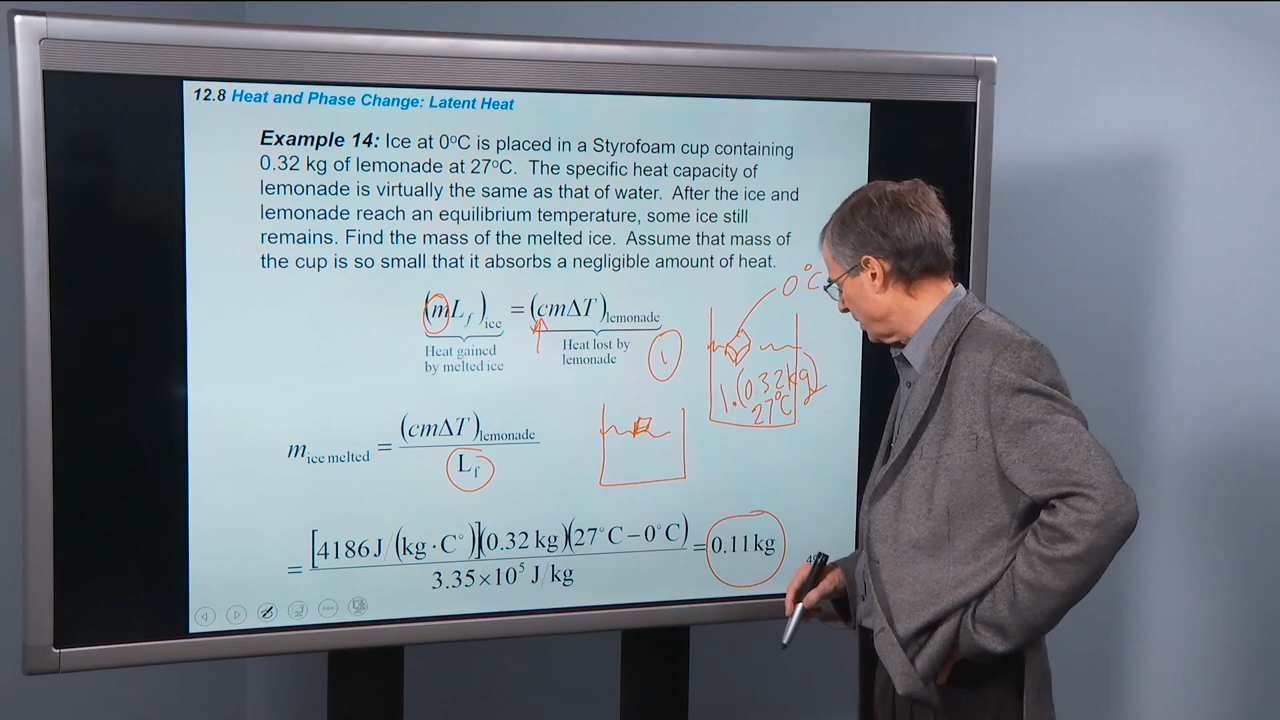 12.8 Heat and Phase Change: Latent Heat
Example 14: Ice at 0°C is placed in a Styrofoam cup containing
0.32 kg of lemonade at 27°C. The specific heat capacity of
lemonade is virtually the same as that of water. After the ice and
lemonade reach an equilibrium temperature, some ice still
remains. Find the mass of the melted ice. Assume that mass of
the cup is so small that it absorbs a negligible amount of heat.
0°C
(mL_f)_ice = (cmΔT)_lemonade
Heat gained
by melted ice
Heat lost by
lemonade
1
1.(0.32kg)
27°C
m_ice melted = (cmΔT)_lemonade / L_f
= [4186 J/(kg·C°)](0.32 kg)(27°C − 0°C) / 3.35×10⁵ J/kg = 0.11 kg